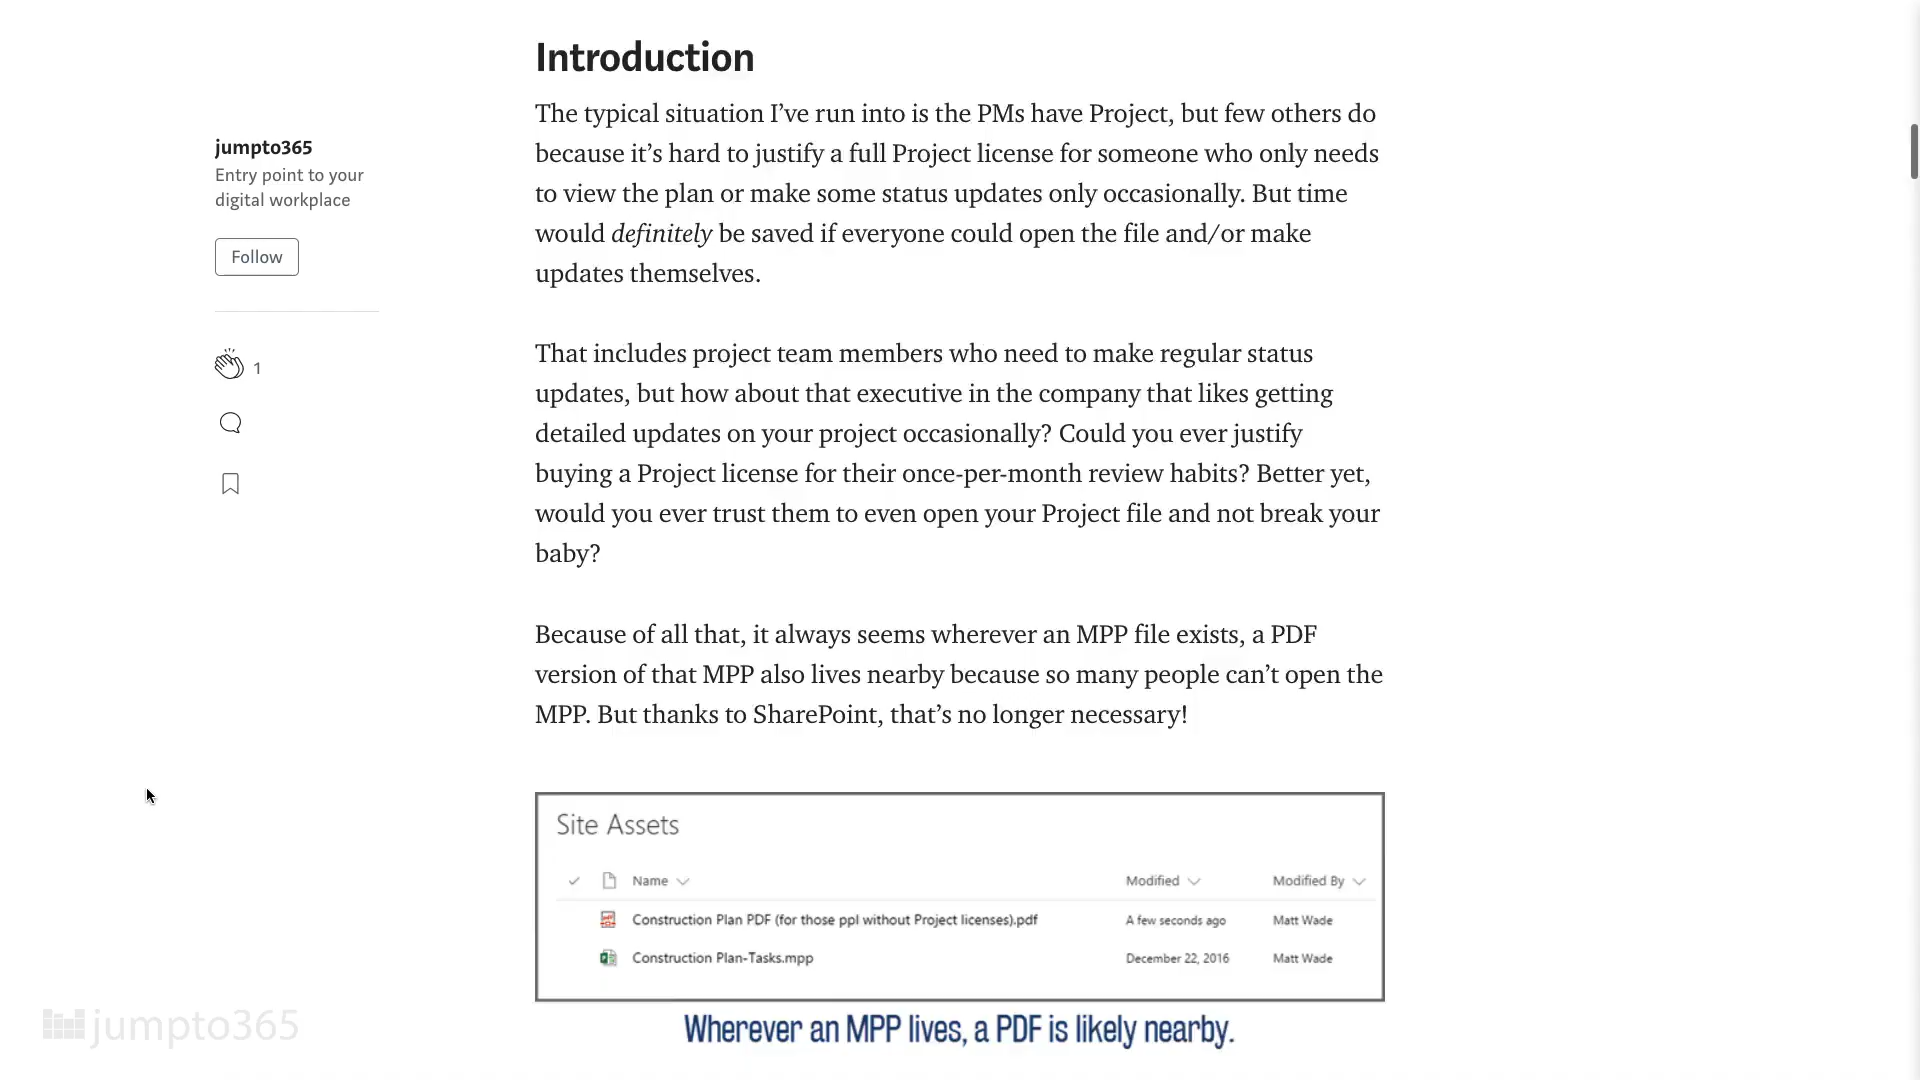 Introduction
The typical situation I’ve run into is the PMs have Project, but few others do
because it’s hard to justify a full Project license for someone who only needs
to view the plan or make some status updates only occasionally. But time
would definitely be saved if everyone could open the file and/or make
updates themselves.
jumpto365
Entry point to your
digital workplace
Follow
1
That includes project team members who need to make regular status
updates, but how about that executive in the company that likes getting
detailed updates on your project occasionally? Could you ever justify
buying a Project license for their once-per-month review habits? Better yet,
would you ever trust them to even open your Project file and not break your
baby?
Because of all that, it always seems wherever an MPP file exists, a PDF
version of that MPP also lives nearby because so many people can’t open the
MPP. But thanks to SharePoint, that’s no longer necessary!
Site Assets
Name Modified Modified By
Construction Plan PDF (for those ppl without Project licenses).pdf A few seconds ago Matt Wade
Construction Plan-Tasks.mpp December 22, 2016 Matt Wade
Wherever an MPP lives, a PDF is likely nearby.
jumpto365